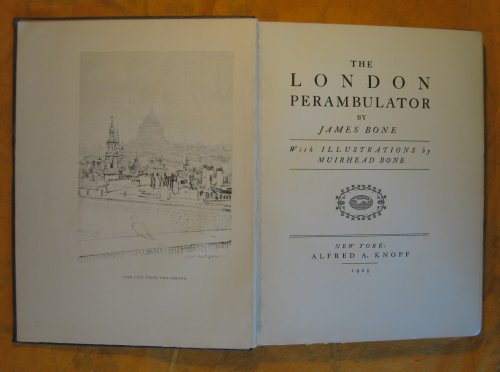 THE CITY FROM THE STRAND
THE
LONDON
PERAMBULATOR
BY
JAMES BONE
With ILLUSTRATIONS by
MUIRHEAD BONE
NEW YORK:
ALFRED A. KNOPF
1925